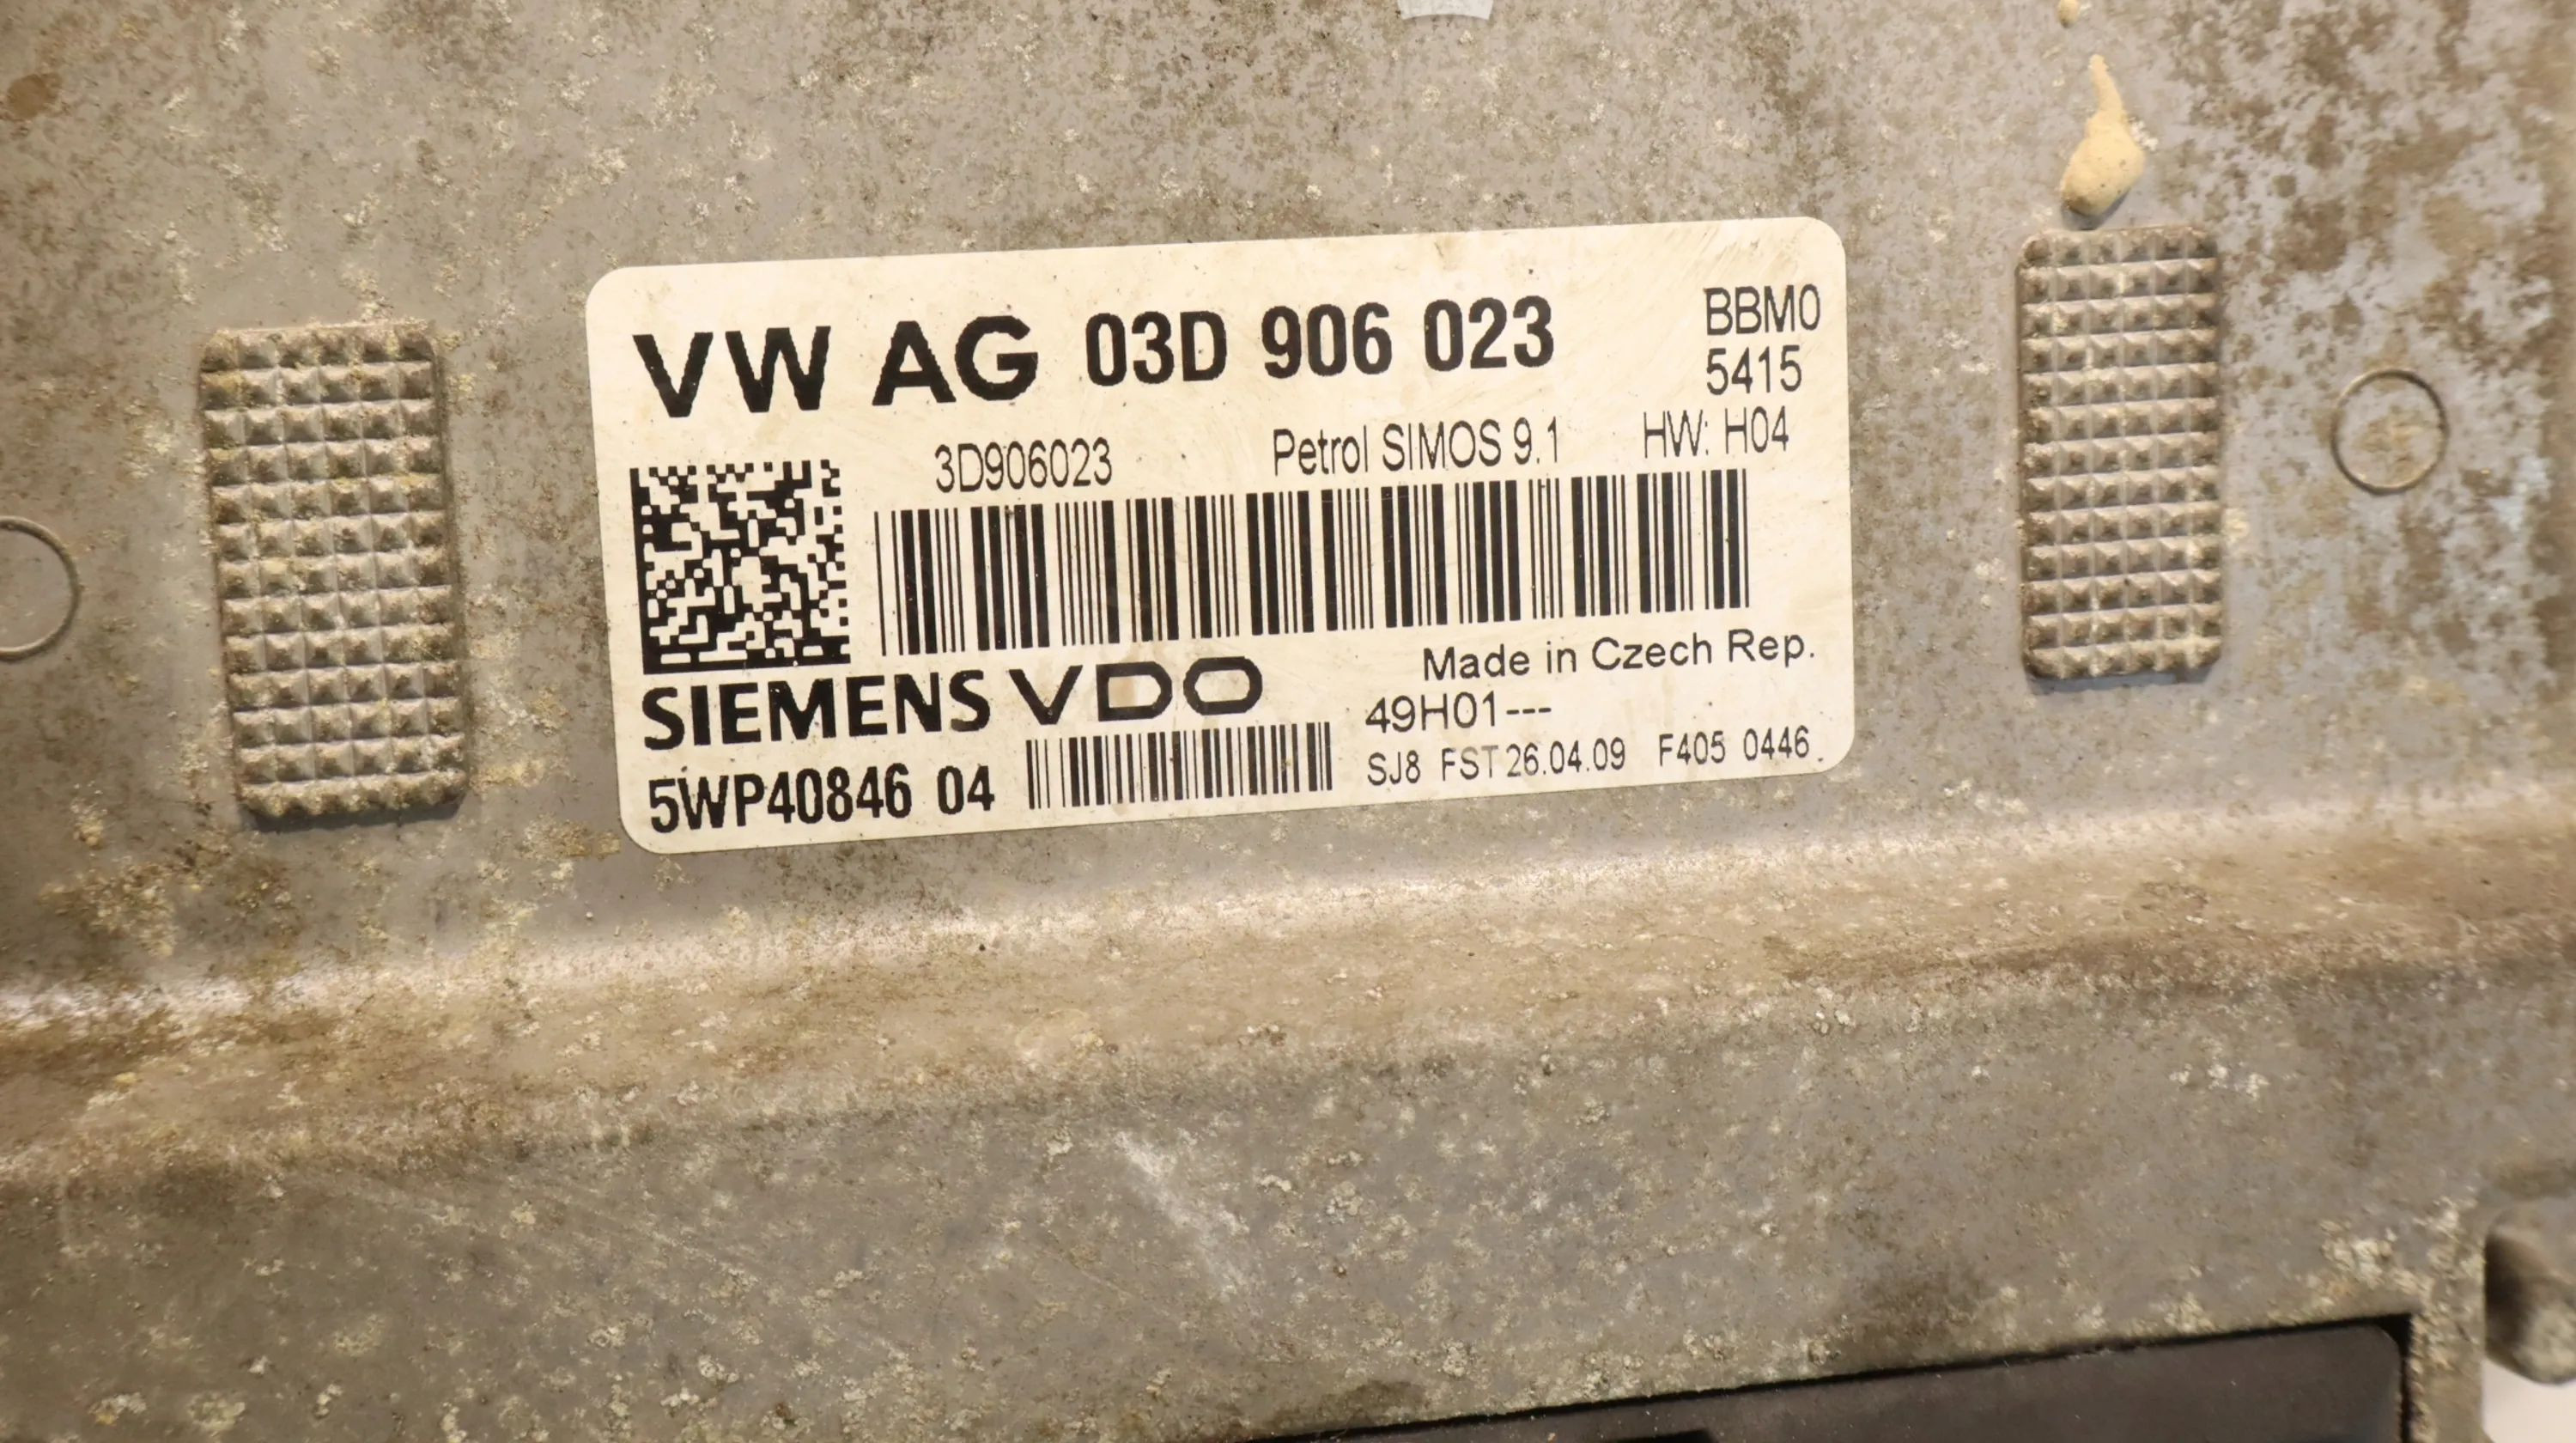 VW AG 03D 906 023
BBM0
5415
3D906023 Petrol SIMOS 9.1 HW: H04
Made in Czech Rep.
SIEMENS VDO
49H01---
5WP40846 04
SJ8 FST 26.04.09 F405 0446